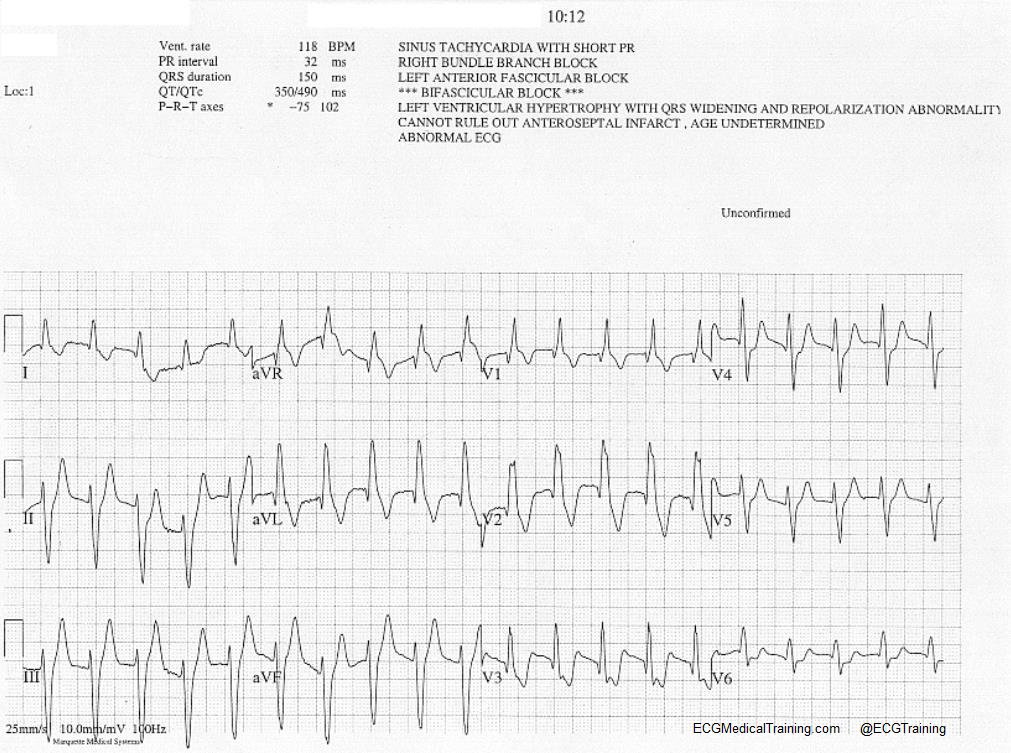 10:12
Vent. rate 118 BPM SINUS TACHYCARDIA WITH SHORT PR
PR interval 32 ms RIGHT BUNDLE BRANCH BLOCK
QRS duration 150 ms LEFT ANTERIOR FASCICULAR BLOCK
Loc:1 QT/QTc 350/490 ms *** BIFASCICULAR BLOCK ***
P-R-T axes * -75 102 LEFT VENTRICULAR HYPERTROPHY WITH QRS WIDENING AND REPOLARIZATION ABNORMALITY
CANNOT RULE OUT ANTEROSEPTAL INFARCT , AGE UNDETERMINED
ABNORMAL ECG
Unconfirmed
I aVR V1 V4
II aVL V2 V5
III aVF V3 V6
25mm/s 10.0mm/mV 100Hz ECGMedicalTraining.com @ECGTraining
Marquette Medical Systems